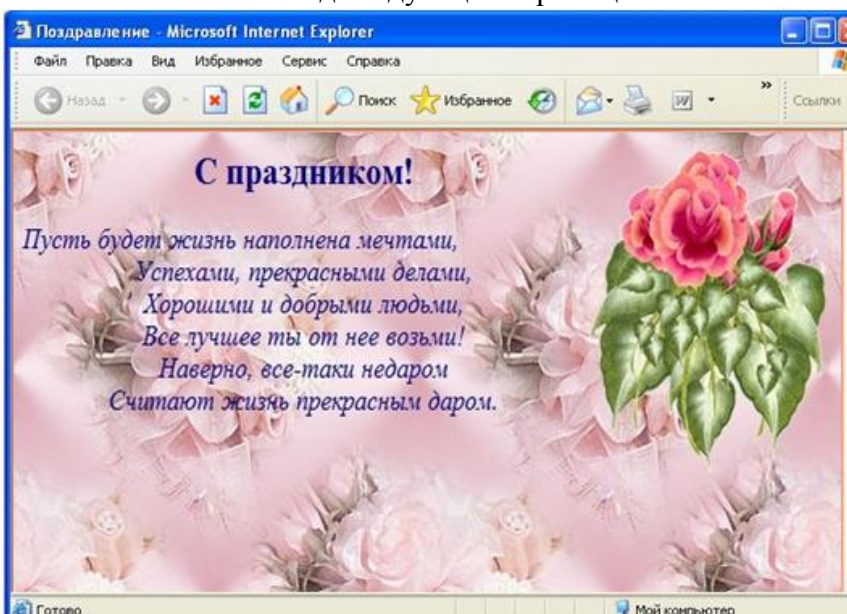 Поздравление - Microsoft Internet Explorer
Файл Правка Вид Избранное Сервис Справка
Назад Поиск Избранное » Ссылки
С праздником!
Пусть будет жизнь наполнена мечтами,
Успехами, прекрасными делами,
Хорошими и добрыми людьми,
Все лучшее ты от нее возьми!
Наверно, все-таки недаром
Считают жизнь прекрасным даром.
Готово Мой компьютер